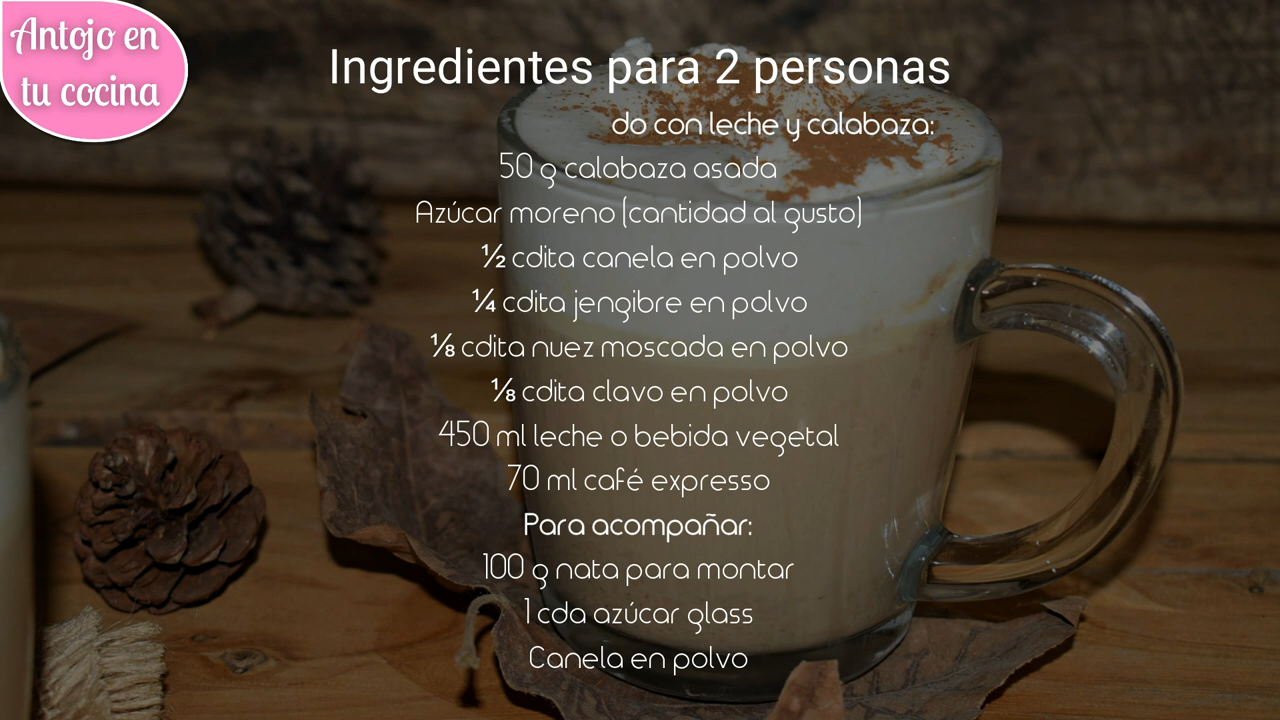 Antojo en
tu cocina
Ingredientes para 2 personas
do con leche y calabaza:
50 g calabaza asada
Azúcar moreno (cantidad al gusto)
½ cdita canela en polvo
¼ cdita jengibre en polvo
⅛ cdita nuez moscada en polvo
⅛ cdita clavo en polvo
450 ml leche o bebida vegetal
70 ml café expresso
Para acompañar:
100 g nata para montar
1 cda azúcar glass
Canela en polvo